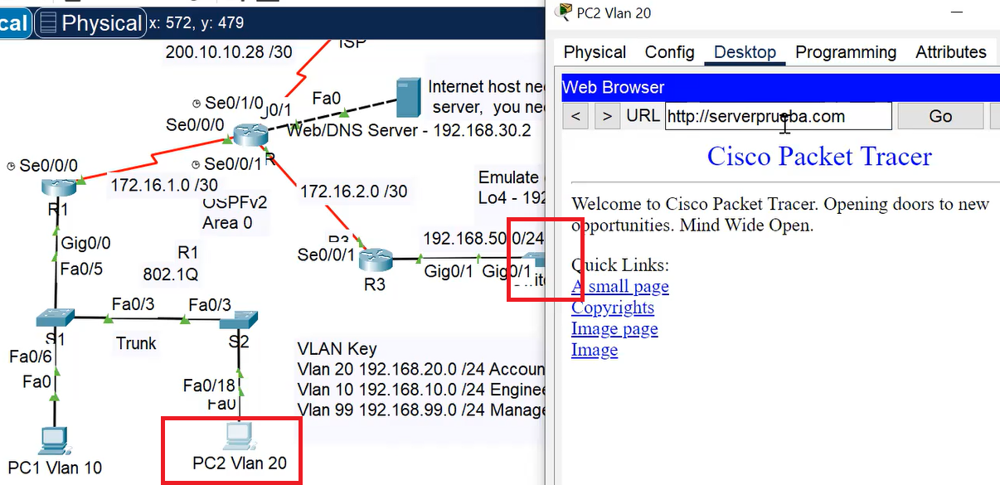 cal Physical x: 572, y: 479
ISP
200.10.10.28 /30
Se0/1/0
J0/1
Fa0
Internet host nee
server, you nee
Se0/0/0
Web/DNS Server - 192.168.30.2
Se0/0/1
R
Se0/0/0
172.16.1.0 /30
R1
OSPFv2
Area 0
172.16.2.0 /30
Emulate
Lo4 - 192
Gig0/0
Fa0/5
R1
802.1Q
R3
Se0/0/1
R3
192.168.50.0/24
Gig0/1
Gig0/1
Fa0/3
Fa0/3
S1
Trunk
S2
Fa0/6
Fa0
Fa0/18
Fa0
VLAN Key
Vlan 20 192.168.20.0 /24 Accoun
Vlan 10 192.168.10.0 /24 Enginee
Vlan 99 192.168.99.0 /24 Manage
PC1 Vlan 10
PC2 Vlan 20
PC2 Vlan 20
Physical Config Desktop Programming Attributes
Web Browser
< > URL http://serverprueba.com Go
Cisco Packet Tracer
Welcome to Cisco Packet Tracer. Opening doors to new
opportunities. Mind Wide Open.
Quick Links:
A small page
Copyrights
Image page
Image